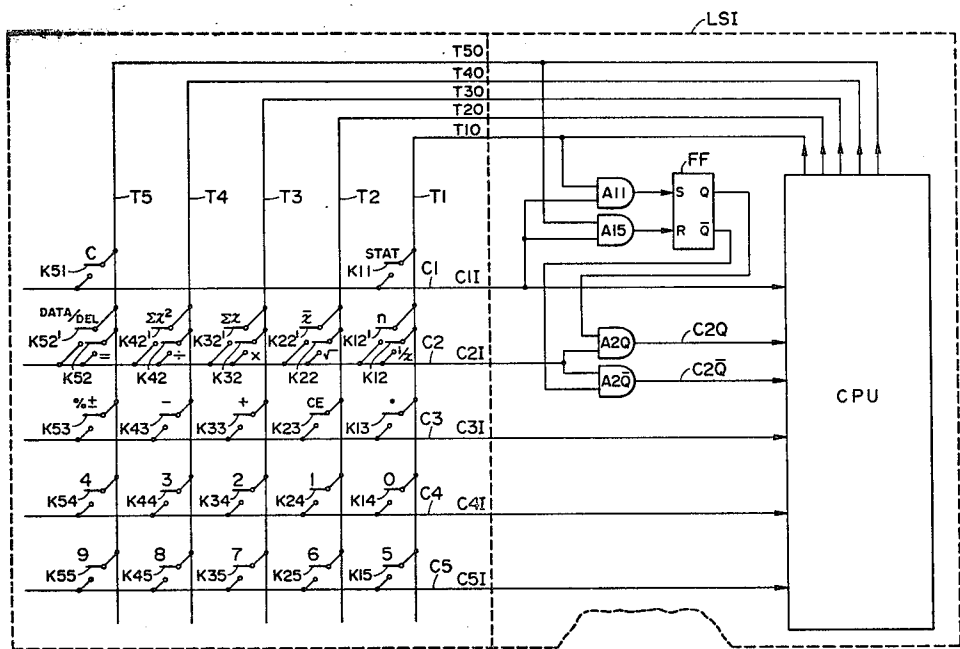 LSI
T50
T40
T30
T20
T10
FF
T5 T4 T3 T2 T1
A11 S Q
A15 R Q̄
C STAT
K51 K11 C1 C1I
DATA/DEL Σχ² Σχ x̄ n
K52' K42' K32' K22' K12' C2 C2I
= ÷ × √‾ 1/x
K52 K42 K32 K22 K12
A2Q C2Q
A2Q̄ C2Q̄
CPU
%± − + CE •
K53 K43 K33 K23 K13 C3 C3I
4 3 2 1 0
K54 K44 K34 K24 K14 C4 C4I
9 8 7 6 5
K55 K45 K35 K25 K15 C5 C5I